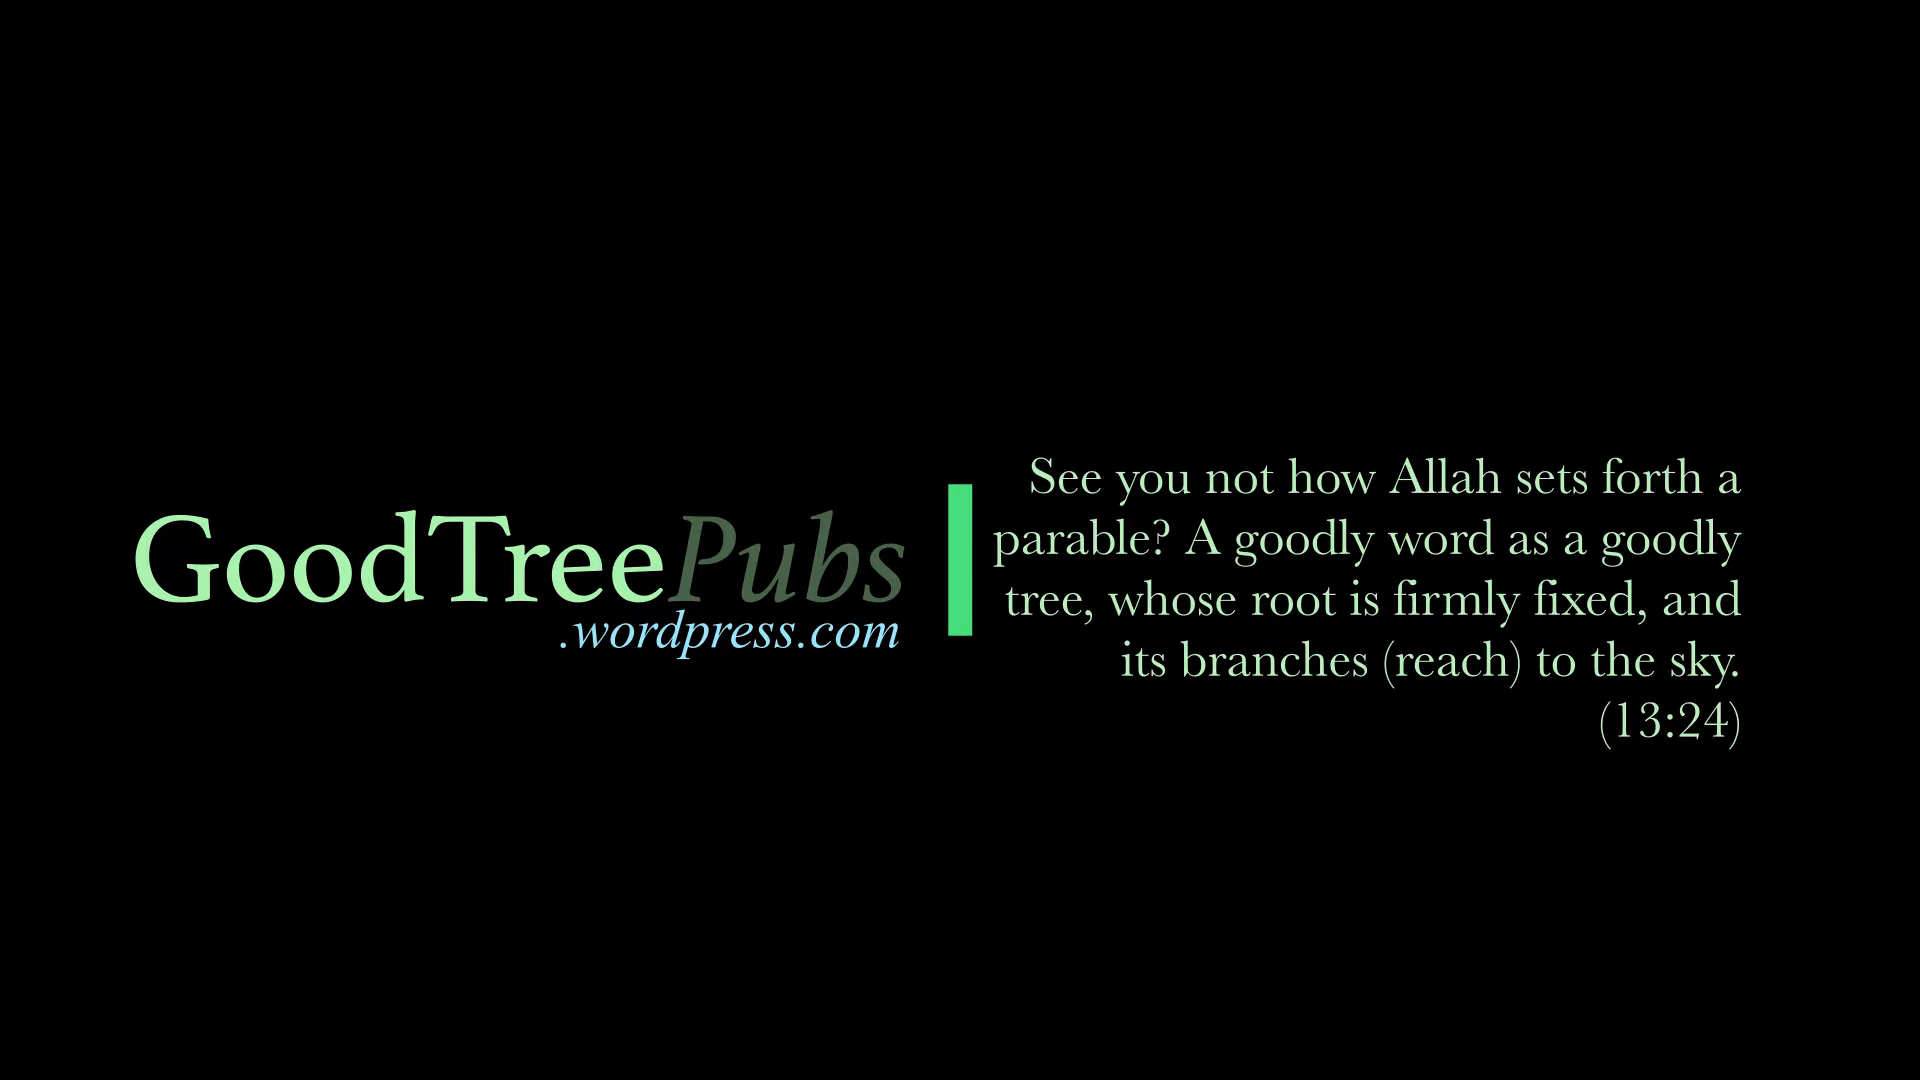 GoodTreePubs
.wordpress.com
See you not how Allah sets forth a
parable? A goodly word as a goodly
tree, whose root is firmly fixed, and
its branches (reach) to the sky.
(13:24)